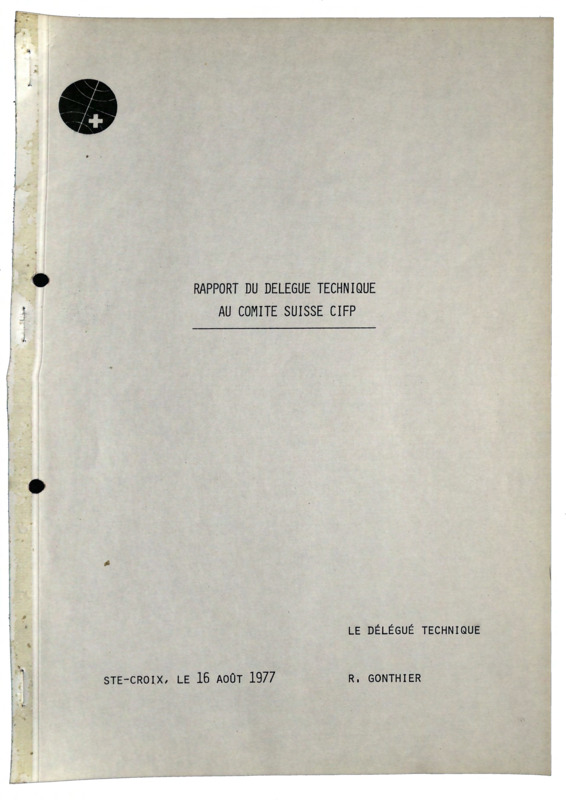 RAPPORT DU DELEGUE TECHNIQUE
AU COMITE SUISSE CIFP
LE DÉLÉGUÉ TECHNIQUE
STE-CROIX, LE 16 AOÛT 1977
R. GONTHIER